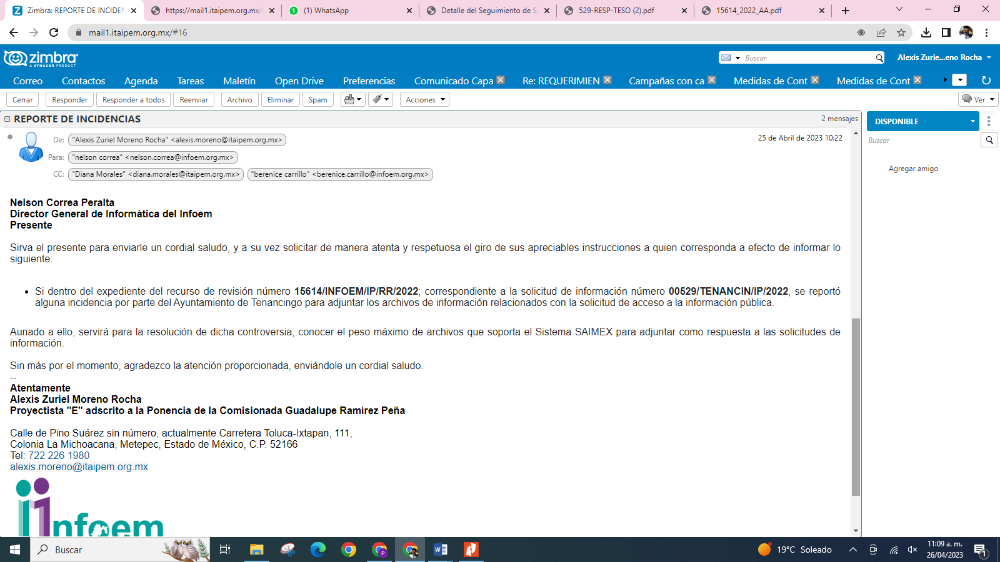 Zimbra: REPORTE DE INCIDEN
https://mail1.itaipem.org.mx/
(1) WhatsApp
Detalle del Seguimiento de So
529-RESP-TESO (2).pdf
15614_2022_AA.pdf
mail1.itaipem.org.mx/#16
zimbra
A SYNACOR PRODUCT
Buscar
Alexis Zurie...eno Rocha
Correo Contactos Agenda Tareas Maletín Open Drive Preferencias Comunicado Capa Re: REQUERIMIEN Campañas con ca Medidas de Cont Medidas de Cont
Cerrar Responder Responder a todos Reenviar Archivo Eliminar Spam Acciones Ver
REPORTE DE INCIDENCIAS
2 mensajes
DISPONIBLE
Buscar
Agregar amigo
De: "Alexis Zuriel Moreno Rocha" <alexis.moreno@itaipem.org.mx>
25 de Abril de 2023 10:22
Para: "nelson correa" <nelson.correa@infoem.org.mx>
CC: "Diana Morales" <diana.morales@itaipem.org.mx> "berenice carrillo" <berenice.carrillo@infoem.org.mx>
Nelson Correa Peralta
Director General de Informática del Infoem
Presente
Sirva el presente para enviarle un cordial saludo, y a su vez solicitar de manera atenta y respetuosa el giro de sus apreciables instrucciones a quien corresponda a efecto de informar lo
siguiente:
• Si dentro del expediente del recurso de revisión número 15614/INFOEM/IP/RR/2022; correspondiente a la solicitud de información número 00529/TENANCIN/IP/2022, se reportó
alguna incidencia por parte del Ayuntamiento de Tenancingo para adjuntar los archivos de información relacionados con la solicitud de acceso a la información pública.
Aunado a ello, servirá para la resolución de dicha controversia, conocer el peso máximo de archivos que soporta el Sistema SAIMEX para adjuntar como respuesta a las solicitudes de
información.
Sin más por el momento, agradezco la atención proporcionada, enviándole un cordial saludo.
--
Atentamente
Alexis Zuriel Moreno Rocha
Proyectista "E" adscrito a la Ponencia de la Comisionada Guadalupe Ramírez Peña
Calle de Pino Suárez sin número, actualmente Carretera Toluca-Ixtapan, 111,
Colonia La Michoacana, Metepec, Estado de México, C.P. 52166
Tel: 722 226 1980
alexis.moreno@itaipem.org.mx
infoem
Buscar
19°C Soleado
11:09 a. m.
26/04/2023
1